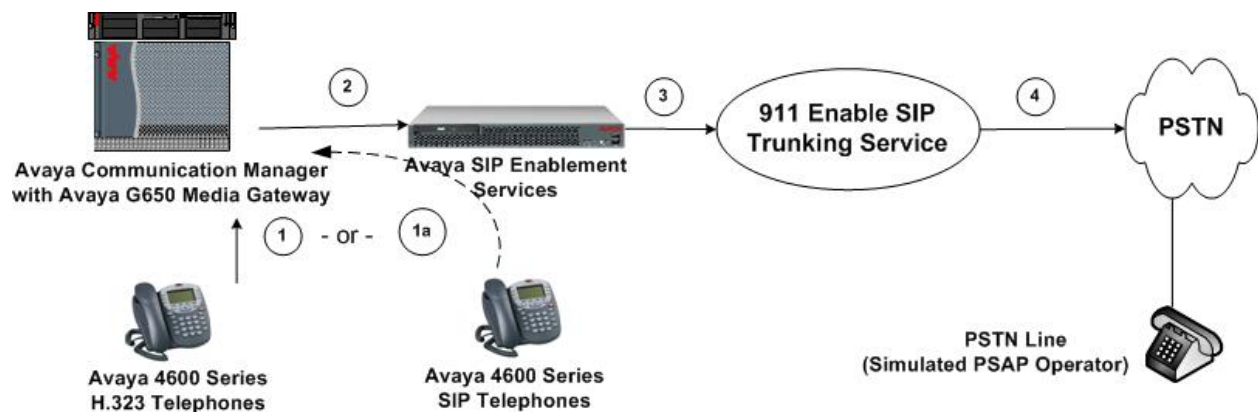 2
3
4
911 Enable SIP
Trunking Service
PSTN
Avaya Communication Manager
with Avaya G650 Media Gateway
Avaya SIP Enablement
Services
1
- or -
1a
Avaya 4600 Series
H.323 Telephones
Avaya 4600 Series
SIP Telephones
PSTN Line
(Simulated PSAP Operator)